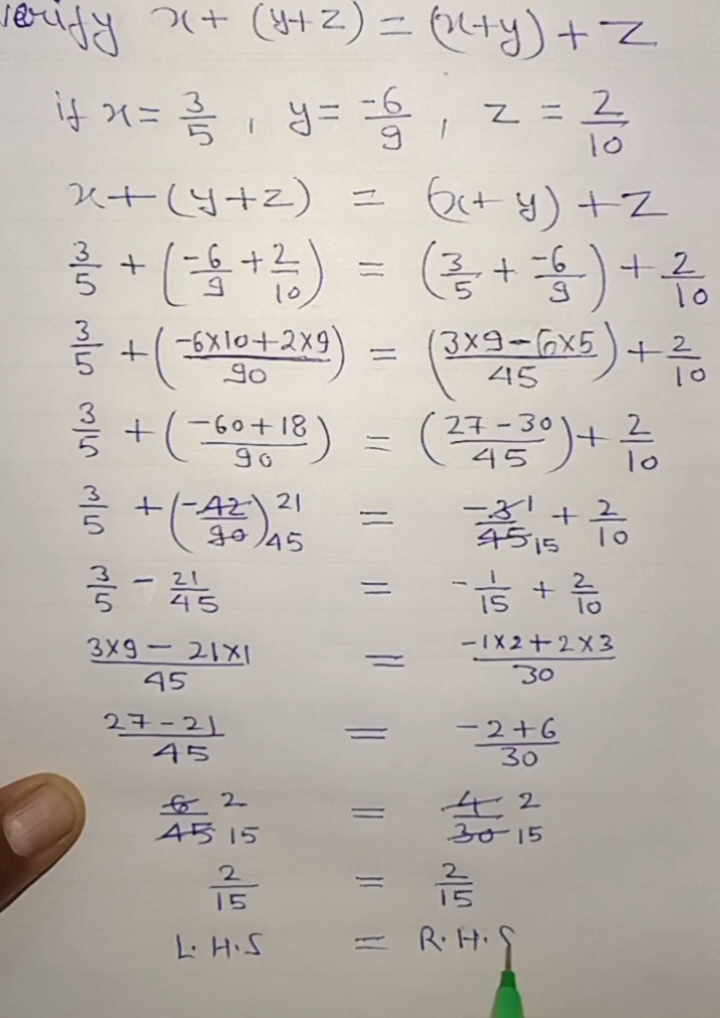 verify x + (y+z) = (x+y) + z
if x = 3/5 , y = -6/9 , z = 2/10
x + (y+z) = (x+y) + z
3/5 + (-6/9 + 2/10) = (3/5 + -6/9) + 2/10
3/5 + (-6×10+2×9/90) = (3×9-6×5/45) + 2/10
3/5 + (-60+18/90) = (27-30/45) + 2/10
3/5 + (-42/90) 21/45 = -3/45 1/15 + 2/10
3/5 - 21/45 = -1/15 + 2/10
3×9 - 21×1/45 = -1×2+2×3/30
27-21/45 = -2+6/30
6/45 2/15 = 4/30 2/15
2/15 = 2/15
L.H.S = R.H.S